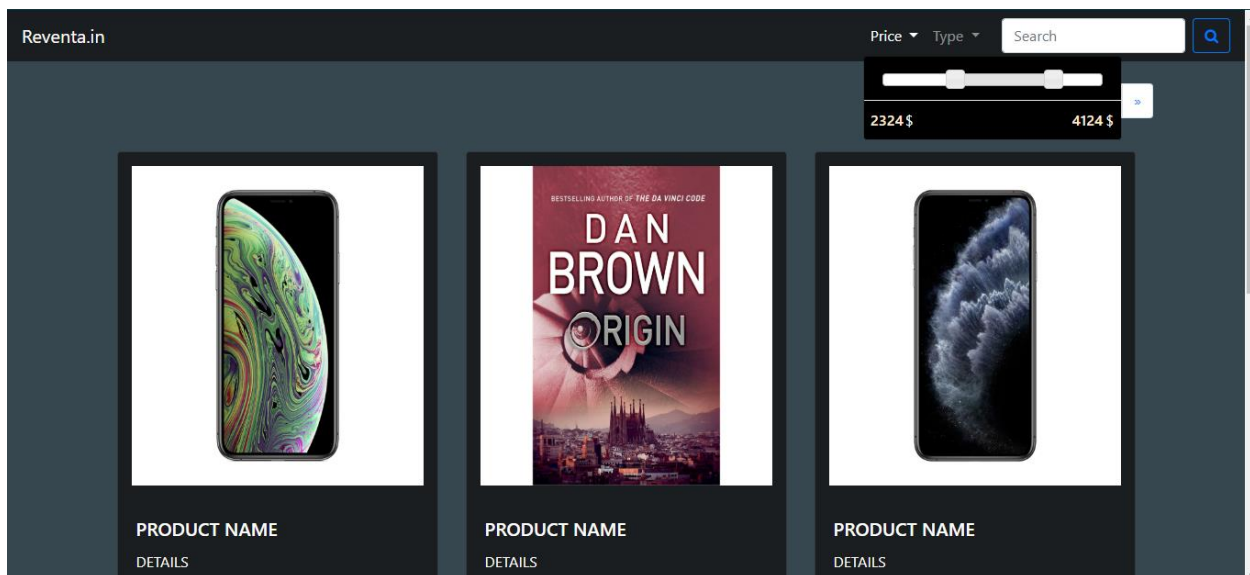 Reventa.in
Price Type Search
»
2324 $ 4124 $
BESTSELLING AUTHOR OF THE DA VINCI CODE
DAN
BROWN
ORIGIN
PRODUCT NAME PRODUCT NAME PRODUCT NAME
DETAILS DETAILS DETAILS